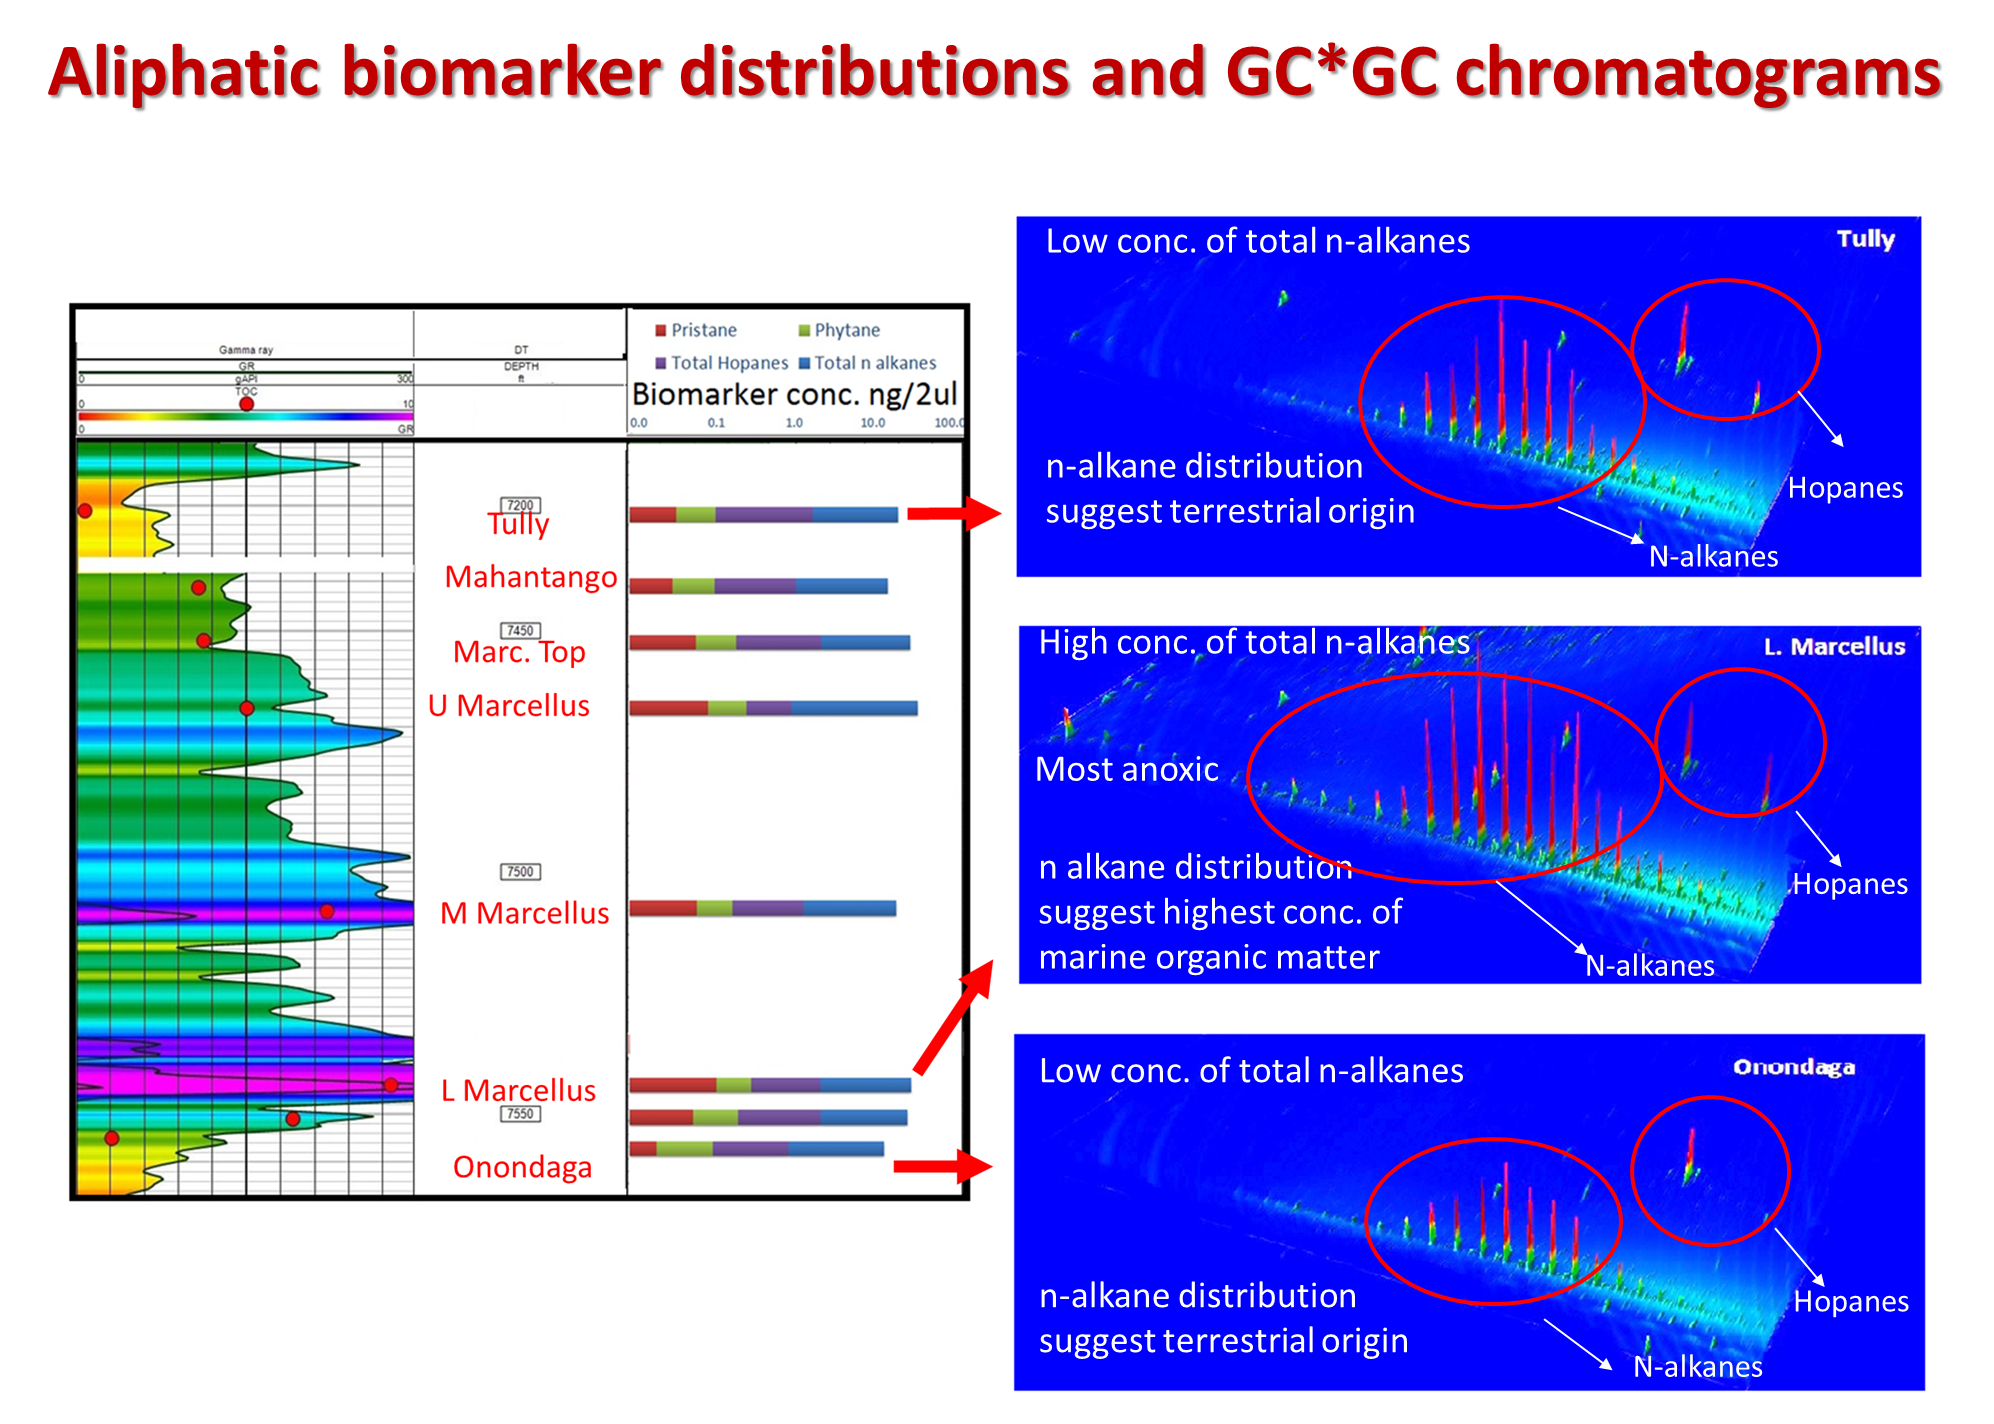 Aliphatic biomarker distributions and GC*GC chromatograms
Gamma ray
GR
0 gAPI 300
TOC
0 10
0 GR
DT
DEPTH
ft
Pristane Phytane
Total Hopanes Total n alkanes
Biomarker conc. ng/2ul
0.0 0.1 1.0 10.0 100.0
7200
Tully
Mahantango
7450
Marc. Top
U Marcellus
7500
M Marcellus
L Marcellus
7550
Onondaga
Low conc. of total n-alkanes
Tully
n-alkane distribution
suggest terrestrial origin
Hopanes
N-alkanes
High conc. of total n-alkanes
L. Marcellus
Most anoxic
n alkane distribution
suggest highest conc. of
marine organic matter
Hopanes
N-alkanes
Low conc. of total n-alkanes
Onondaga
n-alkane distribution
suggest terrestrial origin
Hopanes
N-alkanes